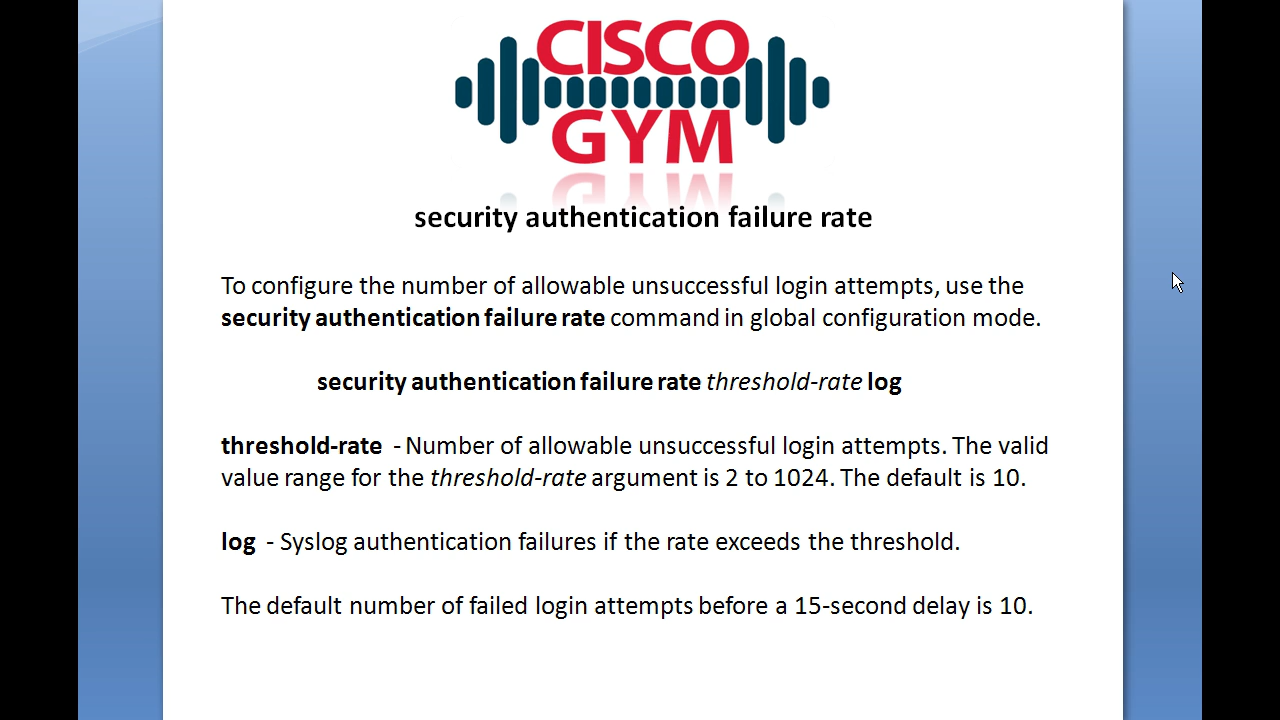 CISCO
GYM
security authentication failure rate
To configure the number of allowable unsuccessful login attempts, use the
security authentication failure rate command in global configuration mode.
security authentication failure rate threshold-rate log
threshold-rate - Number of allowable unsuccessful login attempts. The valid
value range for the threshold-rate argument is 2 to 1024. The default is 10.
log - Syslog authentication failures if the rate exceeds the threshold.
The default number of failed login attempts before a 15-second delay is 10.